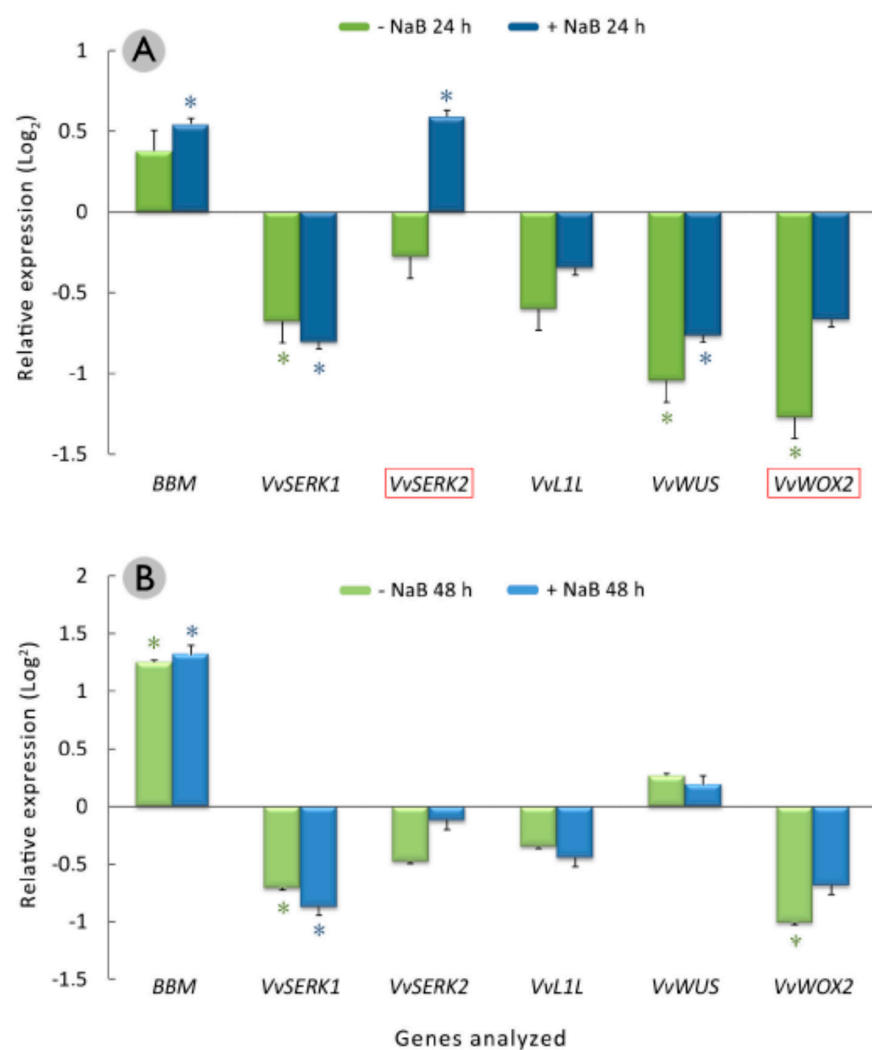 A
- NaB 24 h + NaB 24 h
Relative expression (Log₂)
1
0.5
0
-0.5
-1
-1.5
*
*
*
*
*
*
*
BBM VvSERK1 VvSERK2 VvL1L VvWUS VvWOX2
B
- NaB 48 h + NaB 48 h
Relative expression (Log²)
2
1.5
1
0.5
0
-0.5
-1
-1.5
*
*
*
*
*
BBM VvSERK1 VvSERK2 VvL1L VvWUS VvWOX2
Genes analyzed